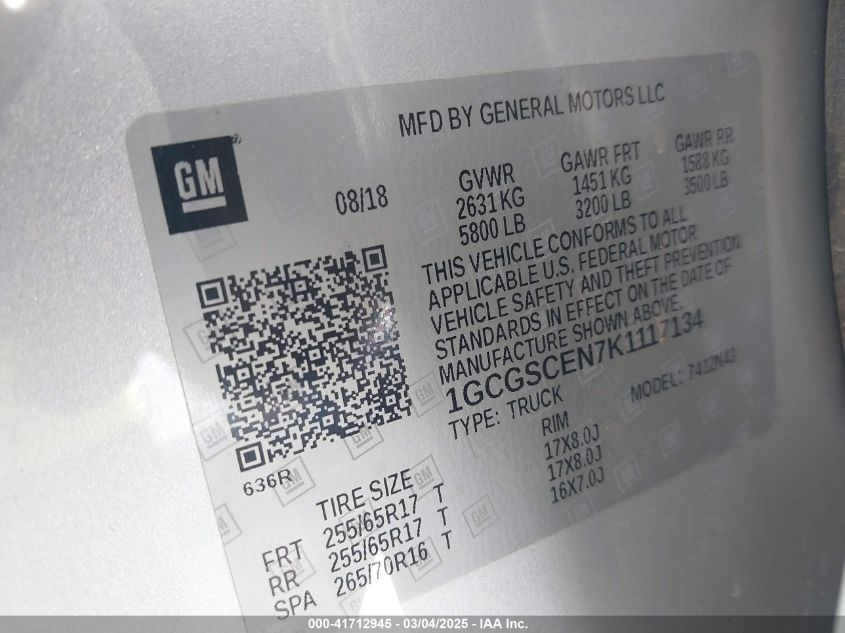 MFD BY GENERAL MOTORS LLC
GM
08/18
GVWR GAWR FRT GAWR RR
2631 KG 1451 KG 1588 KG
5800 LB 3200 LB 3500 LB
THIS VEHICLE CONFORMS TO ALL
APPLICABLE U.S. FEDERAL MOTOR
VEHICLE SAFETY AND THEFT PREVENTION
STANDARDS IN EFFECT ON THE DATE OF
MANUFACTURE SHOWN ABOVE.
1GCGSCEN7K1117134
TYPE: TRUCK MODEL: 7412N43
636R
TIRE SIZE RIM
FRT 255/65R17 T 17X8.0J
RR 255/65R17 T 17X8.0J
SPA 265/70R16 T 16X7.0J
000-41712945 - 03/04/2025 - IAA Inc.